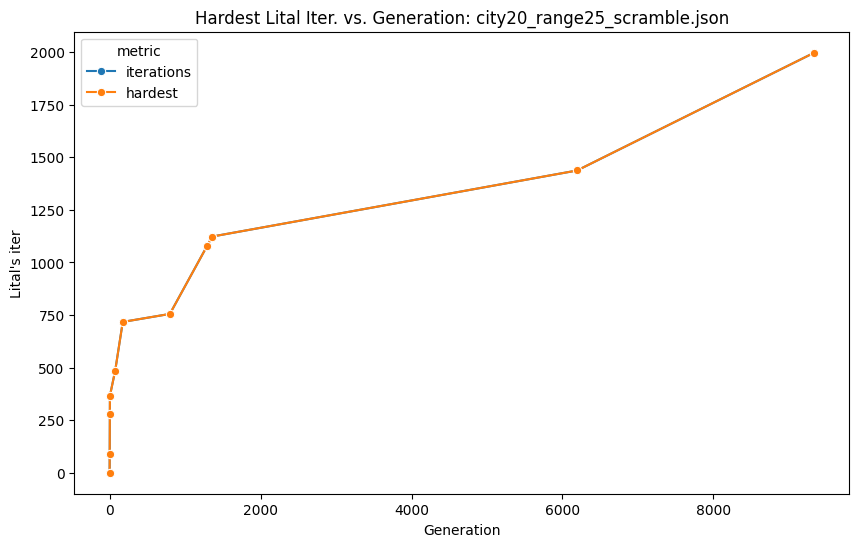 Hardest Lital Iter. vs. Generation: city20_range25_scramble.json
metric
iterations
hardest
2000
1750
1500
1250
1000
750
500
250
0
Lital's iter
0 2000 4000 6000 8000
Generation